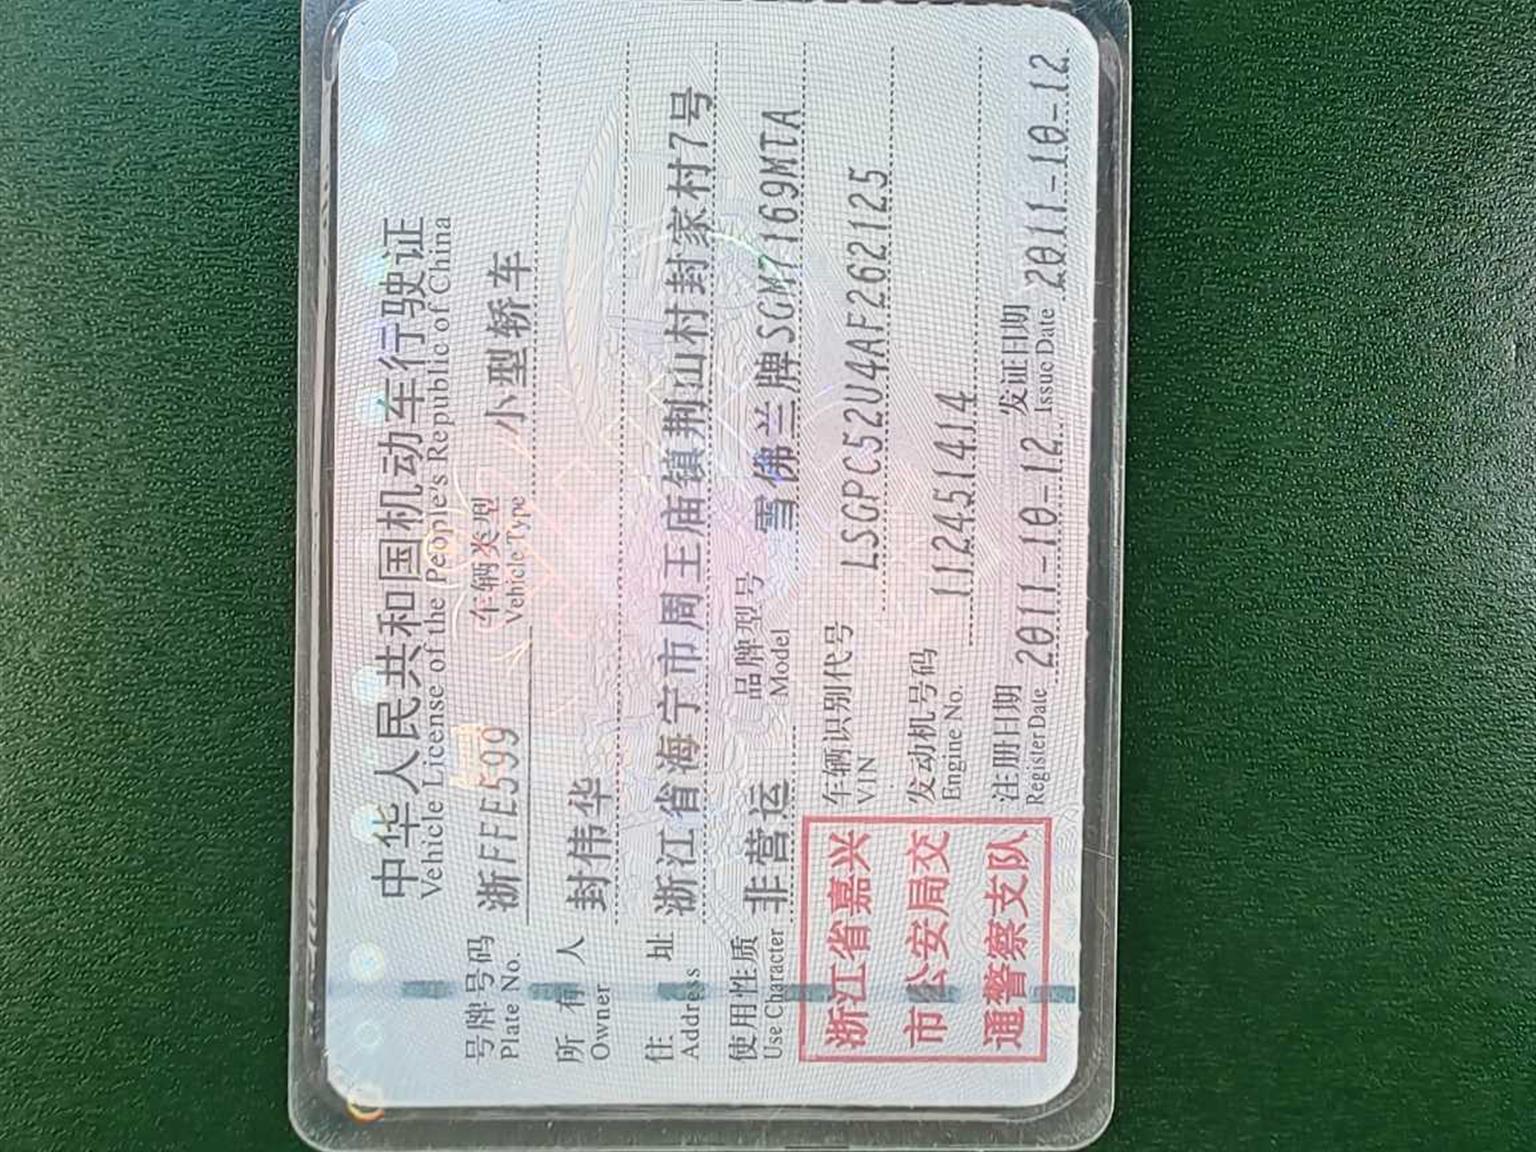 中华人民共和国机动车行驶证
Vehicle License of the People's Republic of China
号牌号码 浙FFE599 车辆类型 小型轿车
Plate No. Vehicle Type
所有人 封伟华
Owner
住址 浙江省海宁市周王庙镇荆山村封家村7号
Address
使用性质 非营运 品牌型号 雪佛兰牌SGM7169MTA
Use Character Model
浙江省嘉兴
市公安局交
通警察支队
车辆识别代号 LSGPC52U4AF262125
VIN
发动机号码 112451414
Engine No.
注册日期 2011-10-12 发证日期 2011-10-12
Register Date Issue Date